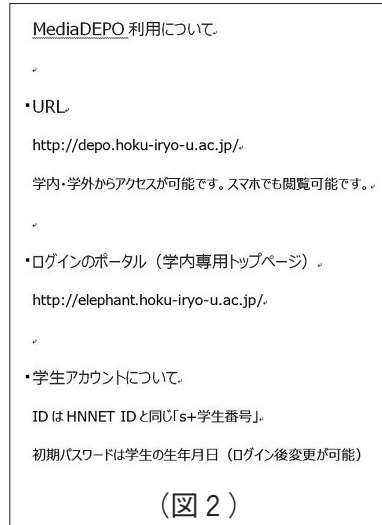 MediaDEPO 利用について
・URL
http://depo.hoku-iryo-u.ac.jp/
学内・学外からアクセスが可能です。スマホでも閲覧可能です。
・ログインのポータル（学内専用トップページ）
http://elephant.hoku-iryo-u.ac.jp/
・学生アカウントについて
ID は HNNET ID と同じ「s+学生番号」
初期パスワードは学生の生年月日（ログイン後変更が可能）
（図２）